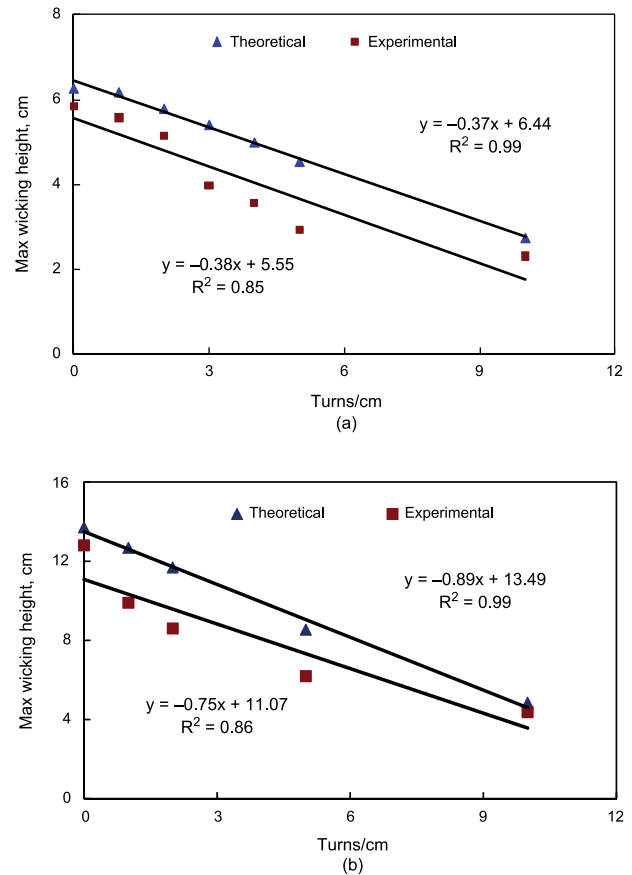 8
Theoretical Experimental
6
y = –0.37x + 6.44
R² = 0.99
Max wicking height, cm
4
y = –0.38x + 5.55
R² = 0.85
2
0
0 3 6 9 12
Turns/cm
(a)
16
Theoretical Experimental
12
y = –0.89x + 13.49
R² = 0.99
Max wicking height, cm
8
y = –0.75x + 11.07
R² = 0.86
4
0
0 3 6 9 12
Turns/cm
(b)